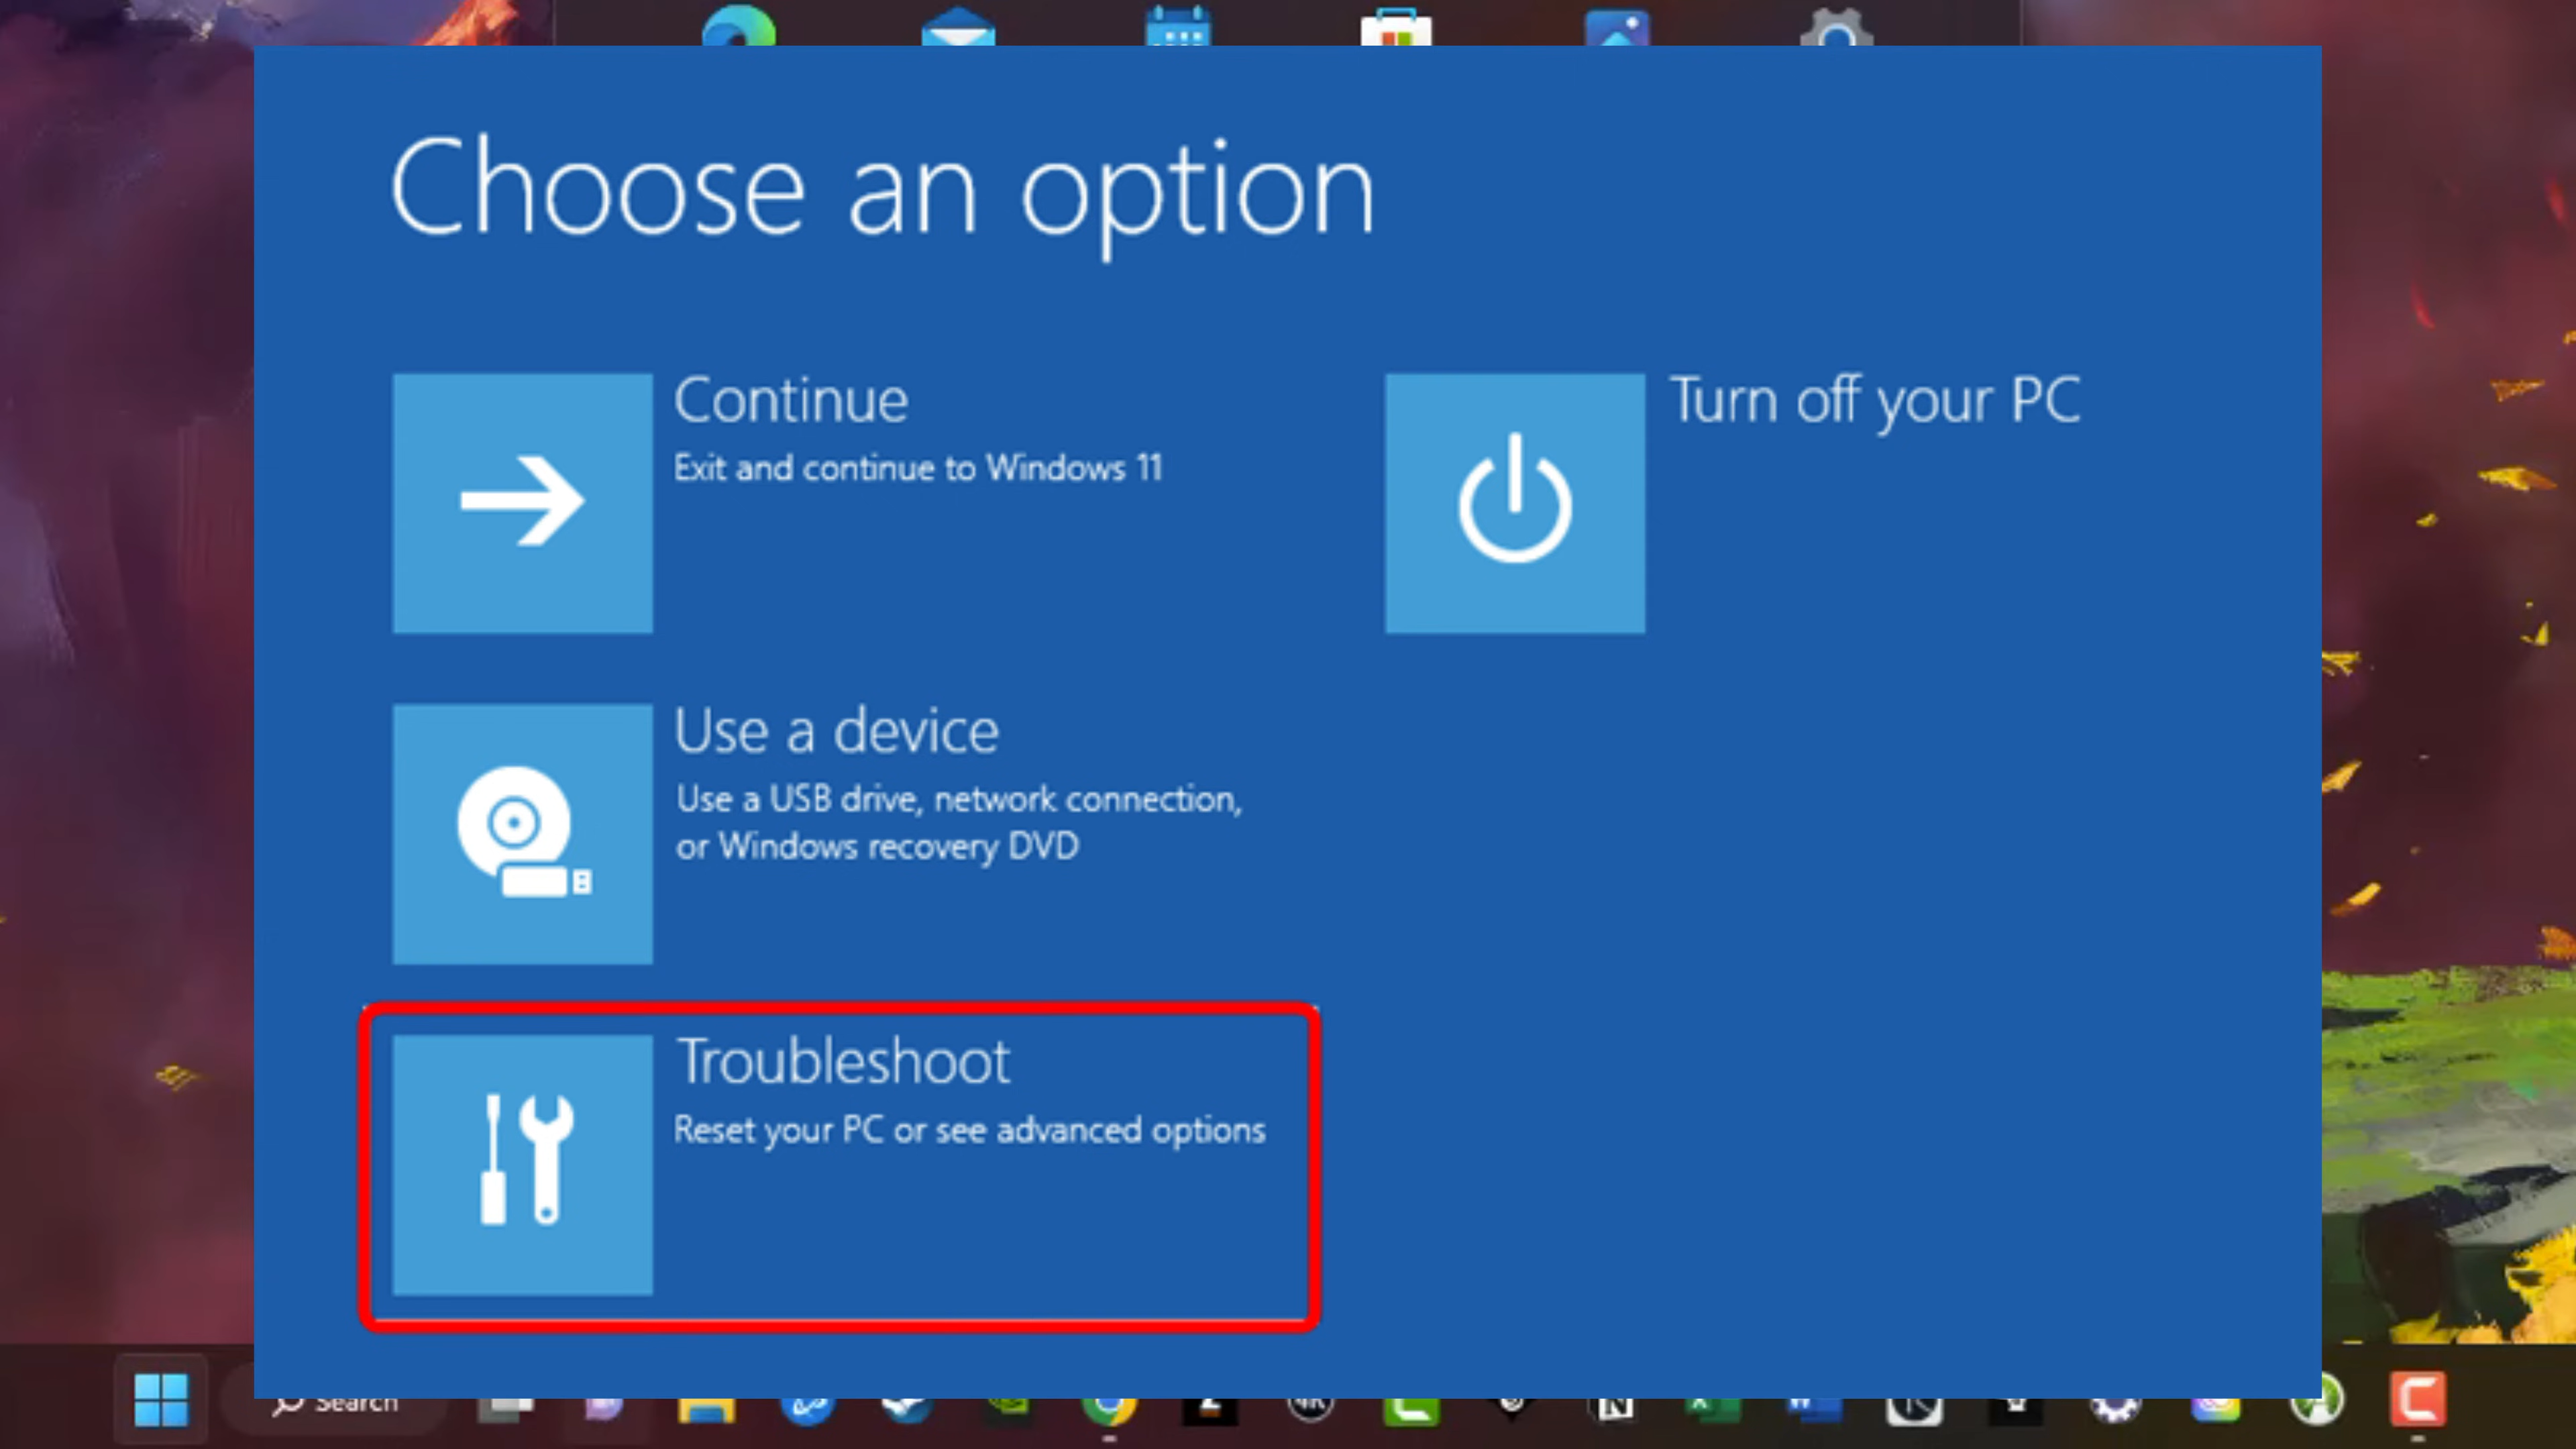 Choose an option
Continue
Exit and continue to Windows 11
Turn off your PC
Use a device
Use a USB drive, network connection,
or Windows recovery DVD
Troubleshoot
Reset your PC or see advanced options
Search